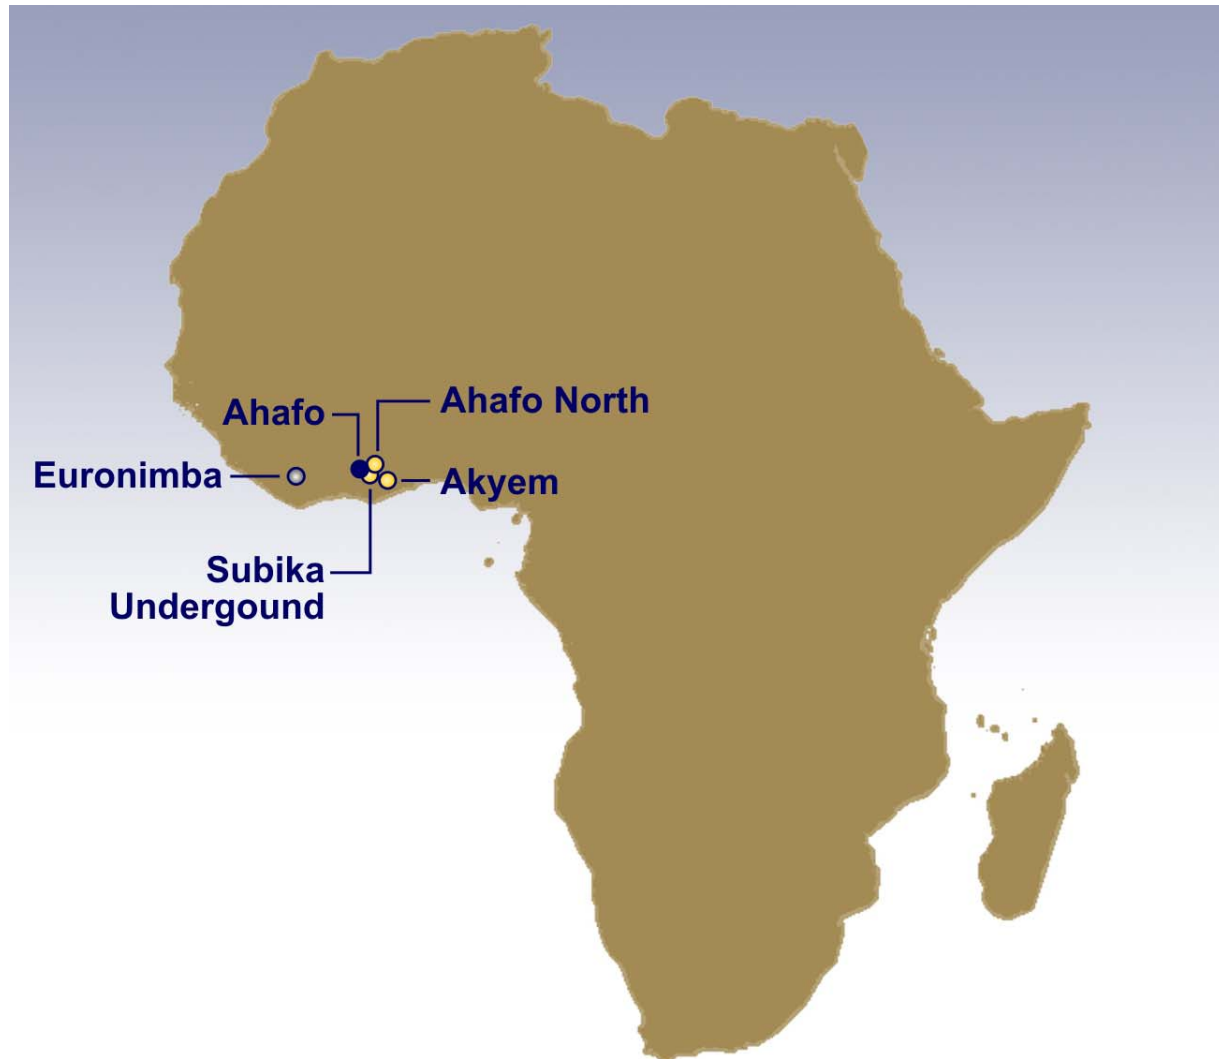 Ahafo North
Ahafo
Euronimba
Akyem
Subika
Undergound